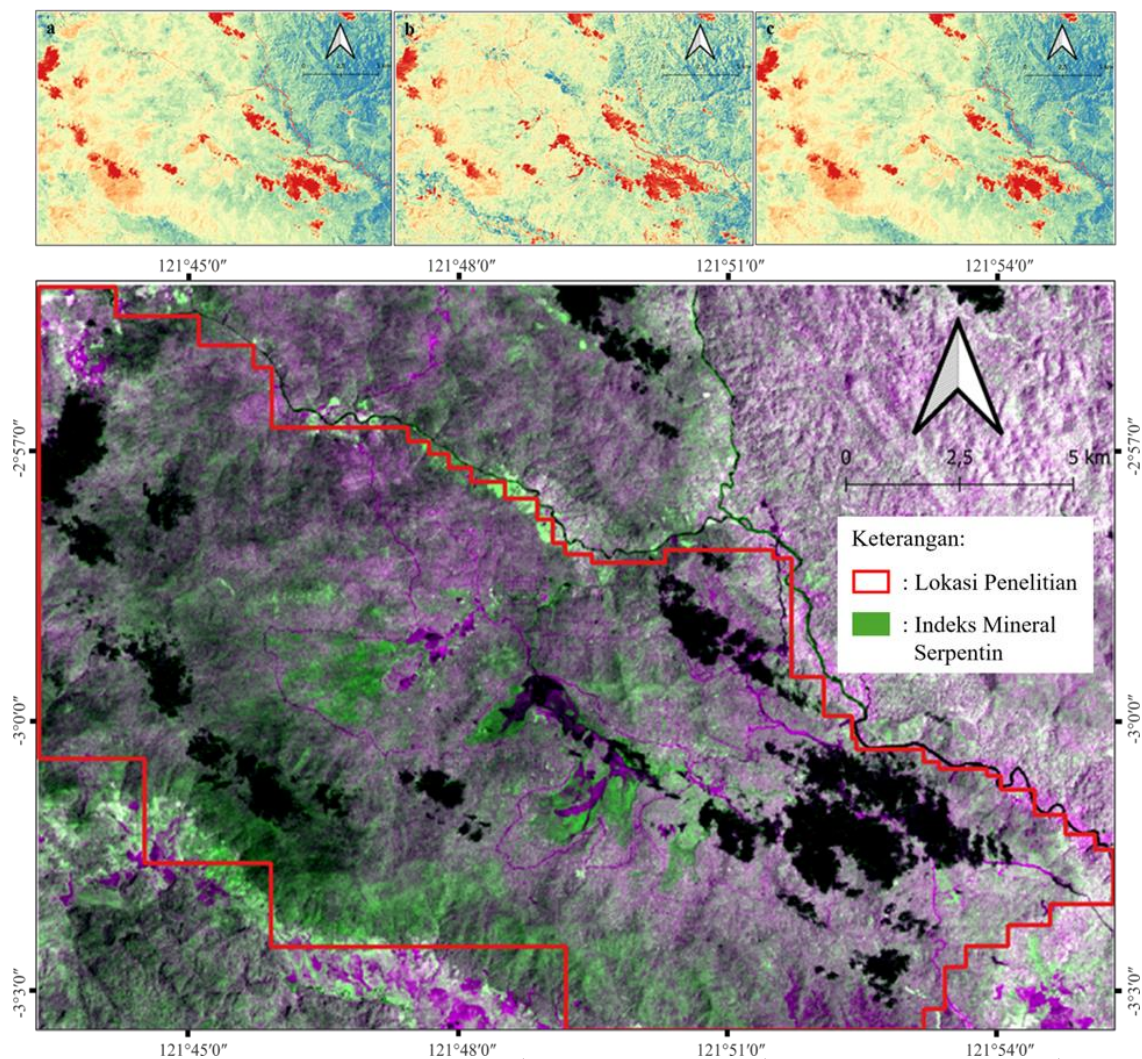 a
b
c
121°45'0"
121°48'0"
121°51'0"
121°54'0"
-2°57'0"
-2°57'0"
0
2,5
5 km
Keterangan:
: Lokasi Penelitian
: Indeks Mineral
Serpentin
-3°0'0"
-3°0'0"
-3°3'0"
-3°3'0"
121°45'0"
121°48'0"
121°51'0"
121°54'0"